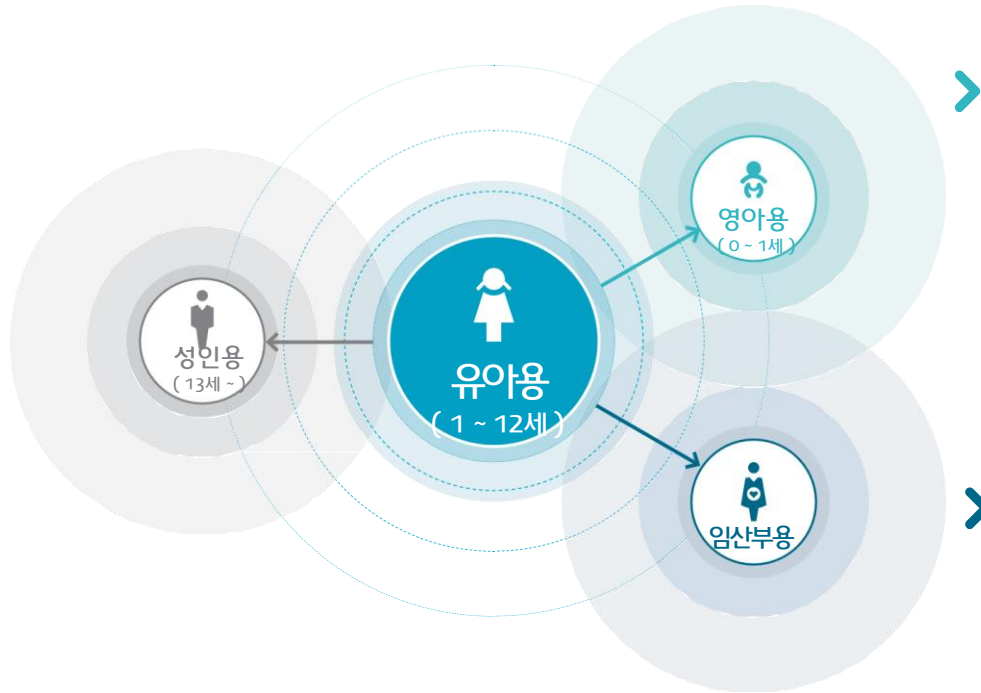 영아용
( 0 ~ 1세 )
성인용
( 13세 ~ )
유아용
( 1 ~ 12세 )
임산부용